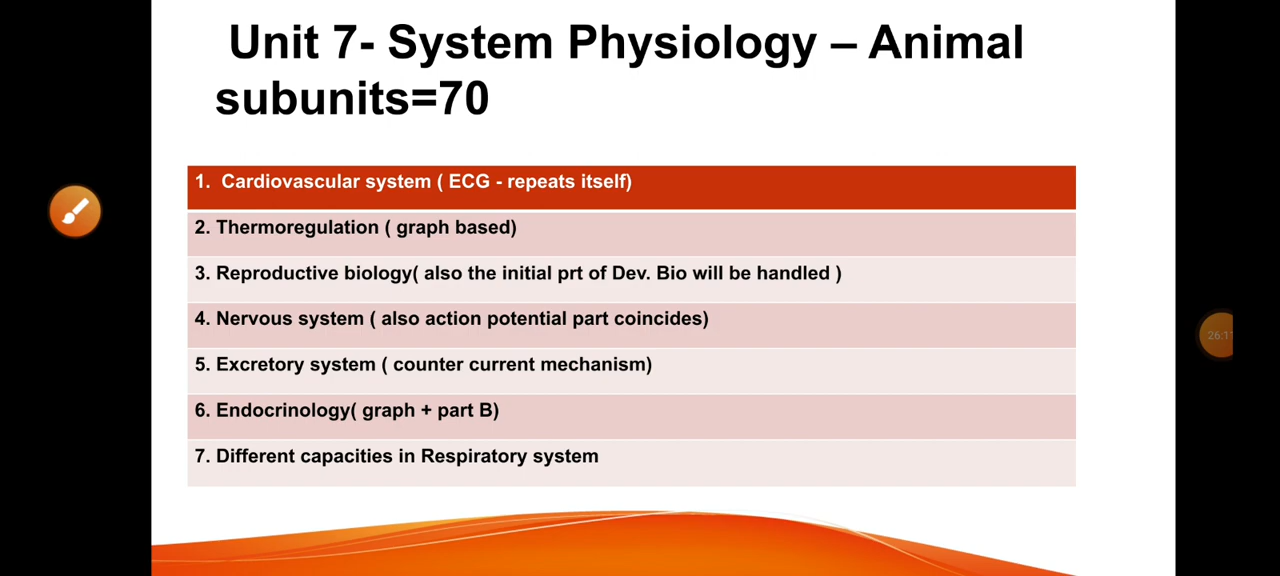 Unit 7- System Physiology – Animal
subunits=70
1. Cardiovascular system ( ECG - repeats itself)
2. Thermoregulation ( graph based)
3. Reproductive biology( also the initial prt of Dev. Bio will be handled )
4. Nervous system ( also action potential part coincides)
5. Excretory system ( counter current mechanism)
6. Endocrinology( graph + part B)
7. Different capacities in Respiratory system